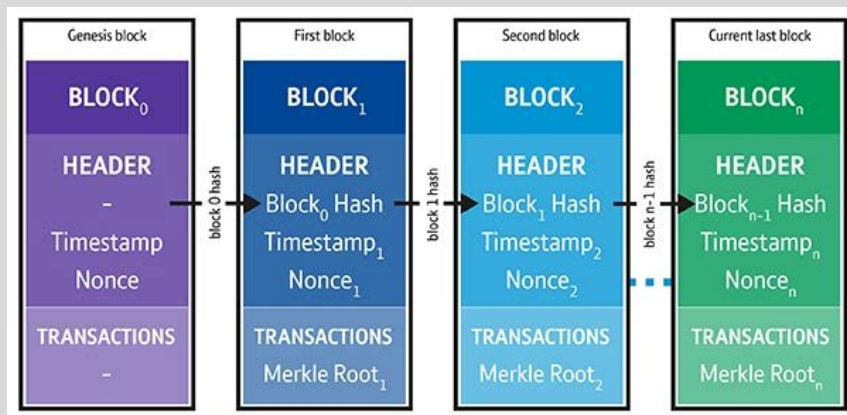 Genesis block
BLOCK₀
HEADER
-
Timestamp
Nonce
TRANSACTIONS
-
block 0 hash
First block
BLOCK₁
HEADER
Block₀ Hash
Timestamp₁
Nonce₁
TRANSACTIONS
Merkle Root₁
block 1 hash
Second block
BLOCK₂
HEADER
Block₁ Hash
Timestamp₂
Nonce₂
TRANSACTIONS
Merkle Root₂
block n-1 hash
Current last block
BLOCKₙ
HEADER
Blockₙ₋₁ Hash
Timestampₙ
Nonceₙ
TRANSACTIONS
Merkle Rootₙ